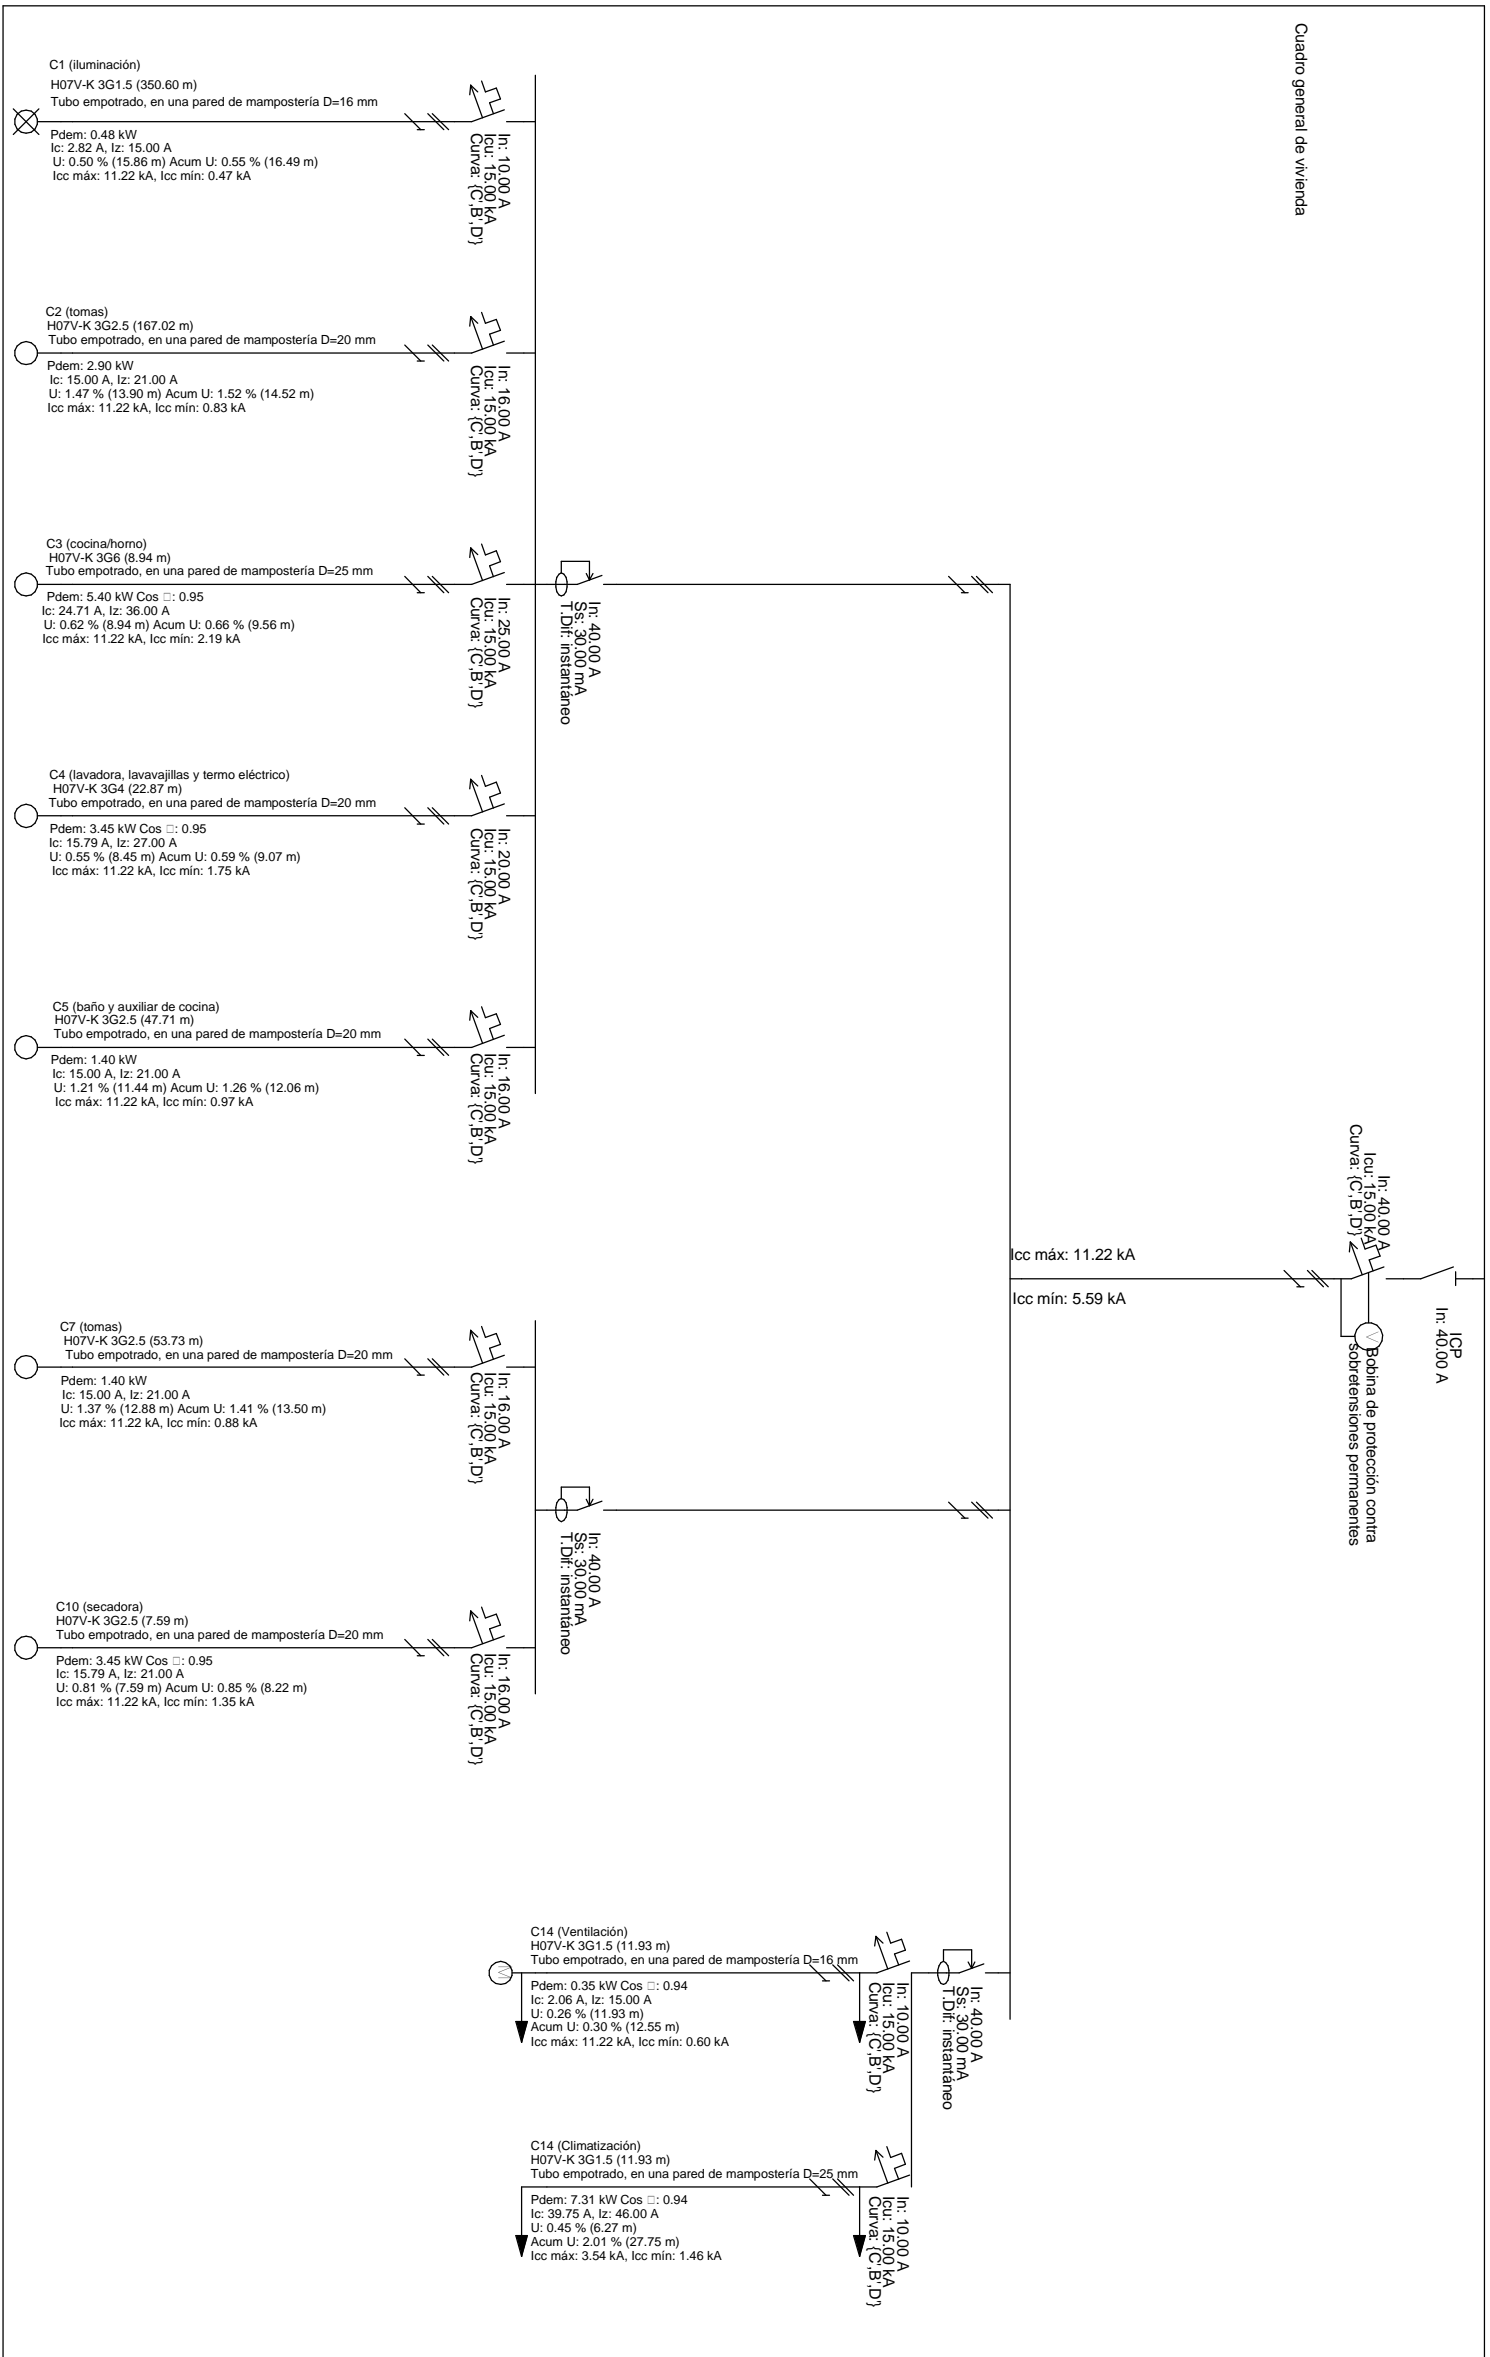 Cuadro general de vivienda
C1 (iluminación)
H07V-K 3G1.5 (350.60 m)
Tubo empotrado, en una pared de mampostería D=16 mm
Pdem: 0.48 kW
Ic: 2.82 A, Iz: 15.00 A
U: 0.50 % (15.86 m) Acum U: 0.55 % (16.49 m)
Icc máx: 11.22 kA, Icc mín: 0.47 kA
In: 10.00 A
Icu: 15.00 kA
Curva: {C',B',D'}
C2 (tomas)
H07V-K 3G2.5 (167.02 m)
Tubo empotrado, en una pared de mampostería D=20 mm
Pdem: 2.90 kW
Ic: 15.00 A, Iz: 21.00 A
U: 1.47 % (13.90 m) Acum U: 1.52 % (14.52 m)
Icc máx: 11.22 kA, Icc mín: 0.83 kA
In: 16.00 A
Icu: 15.00 kA
Curva: {C',B',D'}
C3 (cocina/horno)
H07V-K 3G6 (8.94 m)
Tubo empotrado, en una pared de mampostería D=25 mm
Pdem: 5.40 kW Cos □: 0.95
Ic: 24.71 A, Iz: 36.00 A
U: 0.62 % (8.94 m) Acum U: 0.66 % (9.56 m)
Icc máx: 11.22 kA, Icc mín: 2.19 kA
In: 25.00 A
Icu: 15.00 kA
Curva: {C',B',D'}
In: 40.00 A
Ss: 30.00 mA
T.Dif: instantáneo
C4 (lavadora, lavavajillas y termo eléctrico)
H07V-K 3G4 (22.87 m)
Tubo empotrado, en una pared de mampostería D=20 mm
Pdem: 3.45 kW Cos □: 0.95
Ic: 15.79 A, Iz: 27.00 A
U: 0.55 % (8.45 m) Acum U: 0.59 % (9.07 m)
Icc máx: 11.22 kA, Icc mín: 1.75 kA
In: 20.00 A
Icu: 15.00 kA
Curva: {C',B',D'}
C5 (baño y auxiliar de cocina)
H07V-K 3G2.5 (47.71 m)
Tubo empotrado, en una pared de mampostería D=20 mm
Pdem: 1.40 kW
Ic: 15.00 A, Iz: 21.00 A
U: 1.21 % (11.44 m) Acum U: 1.26 % (12.06 m)
Icc máx: 11.22 kA, Icc mín: 0.97 kA
In: 16.00 A
Icu: 15.00 kA
Curva: {C',B',D'}
In: 40.00 A
Icu: 15.00 kA
Curva: {C',B',D'}
Icc máx: 11.22 kA
Icc mín: 5.59 kA
V
Bobina de protección contra
sobretensiones permanentes
ICP
In: 40.00 A
C7 (tomas)
H07V-K 3G2.5 (53.73 m)
Tubo empotrado, en una pared de mampostería D=20 mm
Pdem: 1.40 kW
Ic: 15.00 A, Iz: 21.00 A
U: 1.37 % (12.88 m) Acum U: 1.41 % (13.50 m)
Icc máx: 11.22 kA, Icc mín: 0.88 kA
In: 16.00 A
Icu: 15.00 kA
Curva: {C',B',D'}
In: 40.00 A
Ss: 30.00 mA
T.Dif: instantáneo
C10 (secadora)
H07V-K 3G2.5 (7.59 m)
Tubo empotrado, en una pared de mampostería D=20 mm
Pdem: 3.45 kW Cos □: 0.95
Ic: 15.79 A, Iz: 21.00 A
U: 0.81 % (7.59 m) Acum U: 0.85 % (8.22 m)
Icc máx: 11.22 kA, Icc mín: 1.35 kA
In: 16.00 A
Icu: 15.00 kA
Curva: {C',B',D'}
C14 (Ventilación)
H07V-K 3G1.5 (11.93 m)
Tubo empotrado, en una pared de mampostería D=16 mm
M
Pdem: 0.35 kW Cos □: 0.94
Ic: 2.06 A, Iz: 15.00 A
U: 0.26 % (11.93 m)
Acum U: 0.30 % (12.55 m)
Icc máx: 11.22 kA, Icc mín: 0.60 kA
In: 10.00 A
Icu: 15.00 kA
Curva: {C',B',D'}
In: 40.00 A
Ss: 30.00 mA
T.Dif: instantáneo
C14 (Climatización)
H07V-K 3G1.5 (11.93 m)
Tubo empotrado, en una pared de mampostería D=25 mm
Pdem: 7.31 kW Cos □: 0.94
Ic: 39.75 A, Iz: 46.00 A
U: 0.45 % (6.27 m)
Acum U: 2.01 % (27.75 m)
Icc máx: 3.54 kA, Icc mín: 1.46 kA
In: 10.00 A
Icu: 15.00 kA
Curva: {C',B',D'}